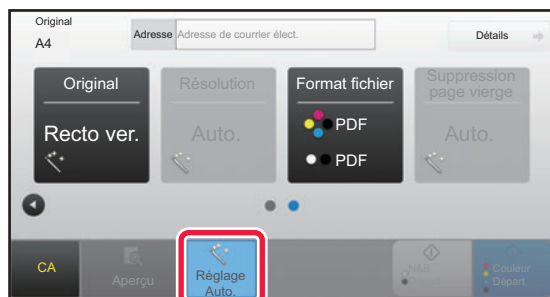 Original
A4
Adresse Adresse de courrier élect.
Détails
Original
Recto ver.
Résolution
Auto.
Format fichier
PDF
PDF
Suppression
page vierge
Auto.
CA
Aperçu
Réglage
Auto.
N&B
Départ
Couleur
Départ